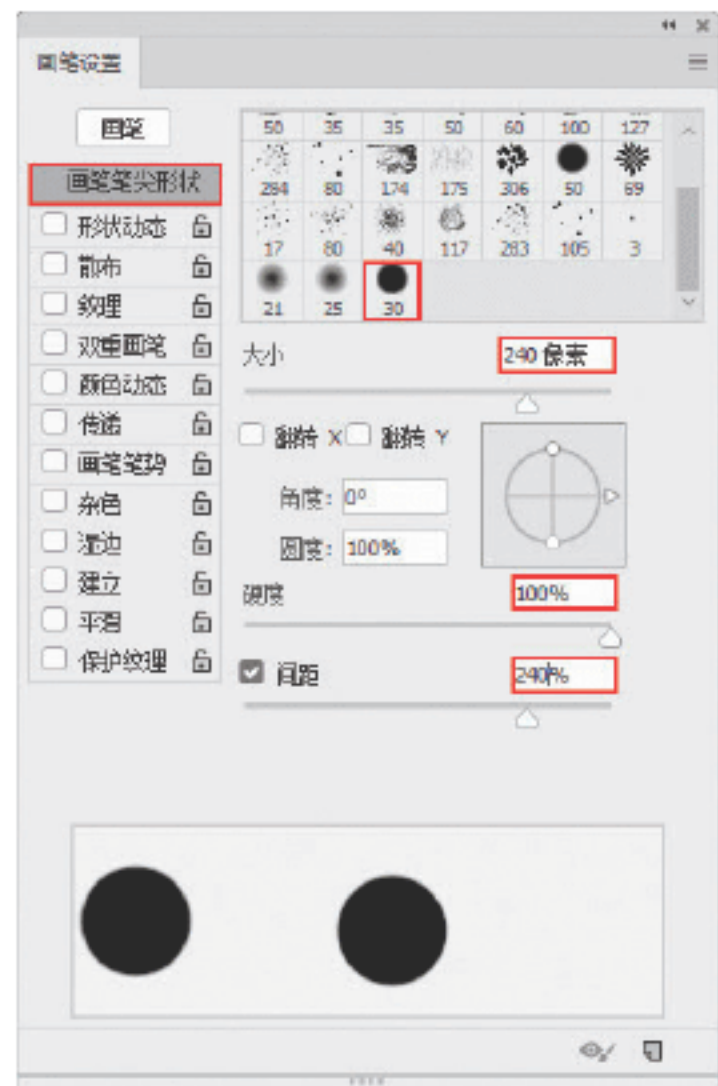 画笔设置
画笔
50 35 35 50 60 100 127
画笔笔尖形状
284 80 174 175 306 50 69
形状动态
17 80 40 117 283 105 3
散布
21 25 30
纹理
双重画笔
大小 240 像素
颜色动态
传递
翻转 X 翻转 Y
画笔笔势
杂色
角度: 0°
湿边
圆度: 100%
建立
硬度 100%
平滑
保护纹理
间距 240%